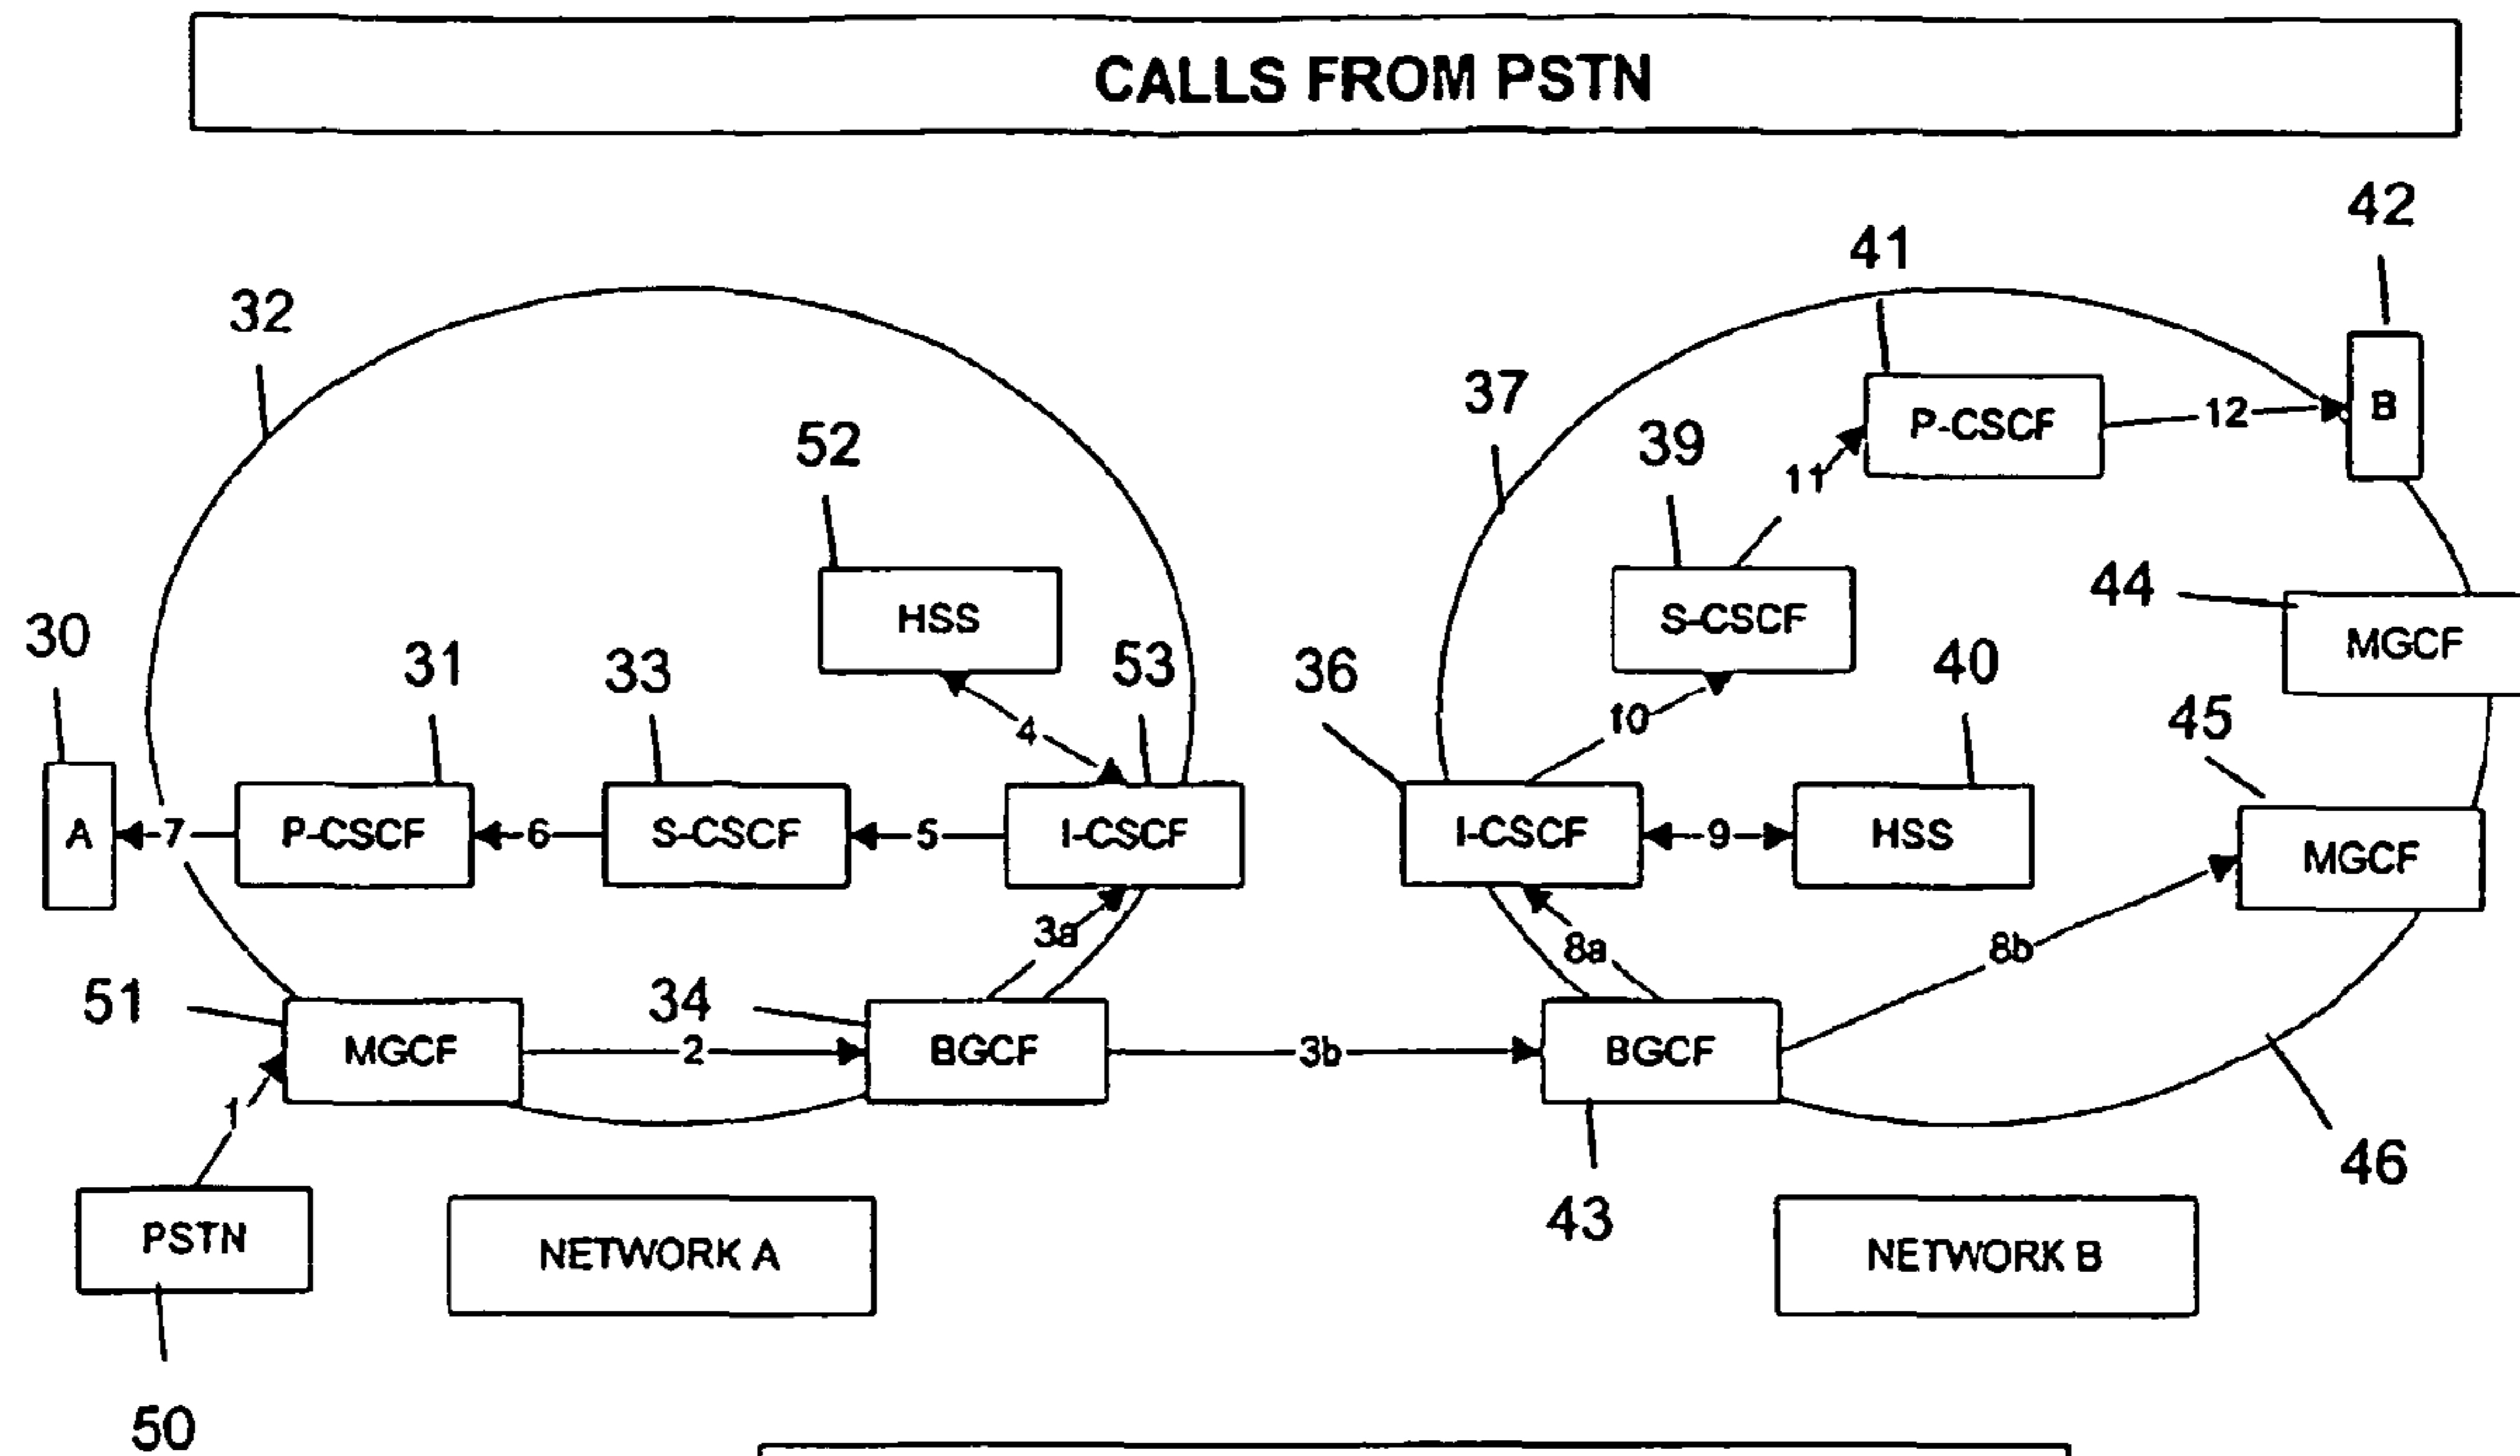 CALLS FROM PSTN
42
41
32
37
52
39
P-CSCF
12
B
11
44
30
31
33
HSS
53
36
S-CSCF
40
MGCF
4
10
45
A
7
P-CSCF
6
S-CSCF
5
I-CSCF
I-CSCF
9
HSS
MGCF
3a
8a
8b
51
34
MGCF
2
BGCF
3b
BGCF
1
46
PSTN
NETWORK A
43
NETWORK B
50